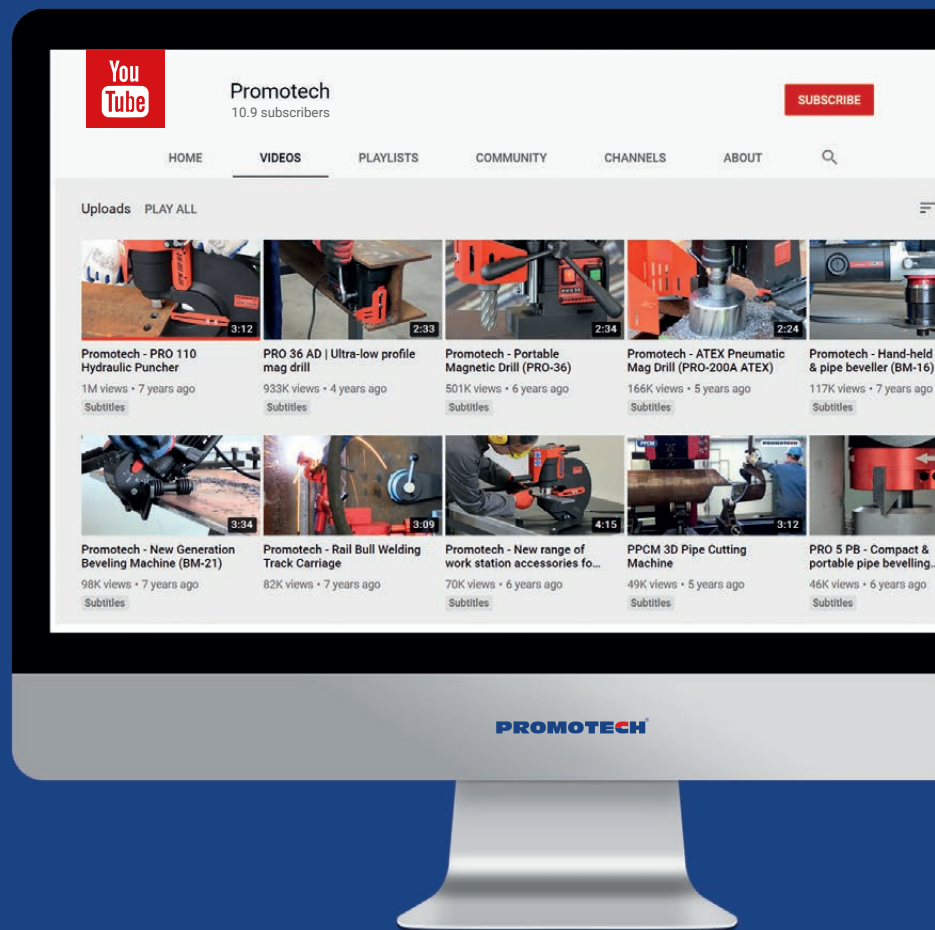 You
Tube
Promotech
10.9 subscribers
SUBSCRIBE
HOME VIDEOS PLAYLISTS COMMUNITY CHANNELS ABOUT
Uploads PLAY ALL
3:12 2:33 2:34 2:24
Promotech - PRO 110
Hydraulic Puncher
1M views • 7 years ago
Subtitles
PRO 36 AD | Ultra-low profile
mag drill
933K views • 4 years ago
Subtitles
Promotech - Portable
Magnetic Drill (PRO-36)
501K views • 6 years ago
Subtitles
Promotech - ATEX Pneumatic
Mag Drill (PRO-200A ATEX)
166K views • 5 years ago
Subtitles
Promotech - Hand-held
& pipe beveller (BM-16)
117K views • 7 years ago
Subtitles
PPCM PROMOTECH
3:34 3:09 4:15 3:12
Promotech - New Generation
Beveling Machine (BM-21)
98K views • 7 years ago
Subtitles
Promotech - Rail Bull Welding
Track Carriage
82K views • 7 years ago
Promotech - New range of
work station accessories fo...
70K views • 6 years ago
Subtitles
PPCM 3D Pipe Cutting
Machine
49K views • 5 years ago
Subtitles
PRO 5 PB - Compact &
portable pipe bevelling..
46K views • 6 years ago
Subtitles
PROMOTECH